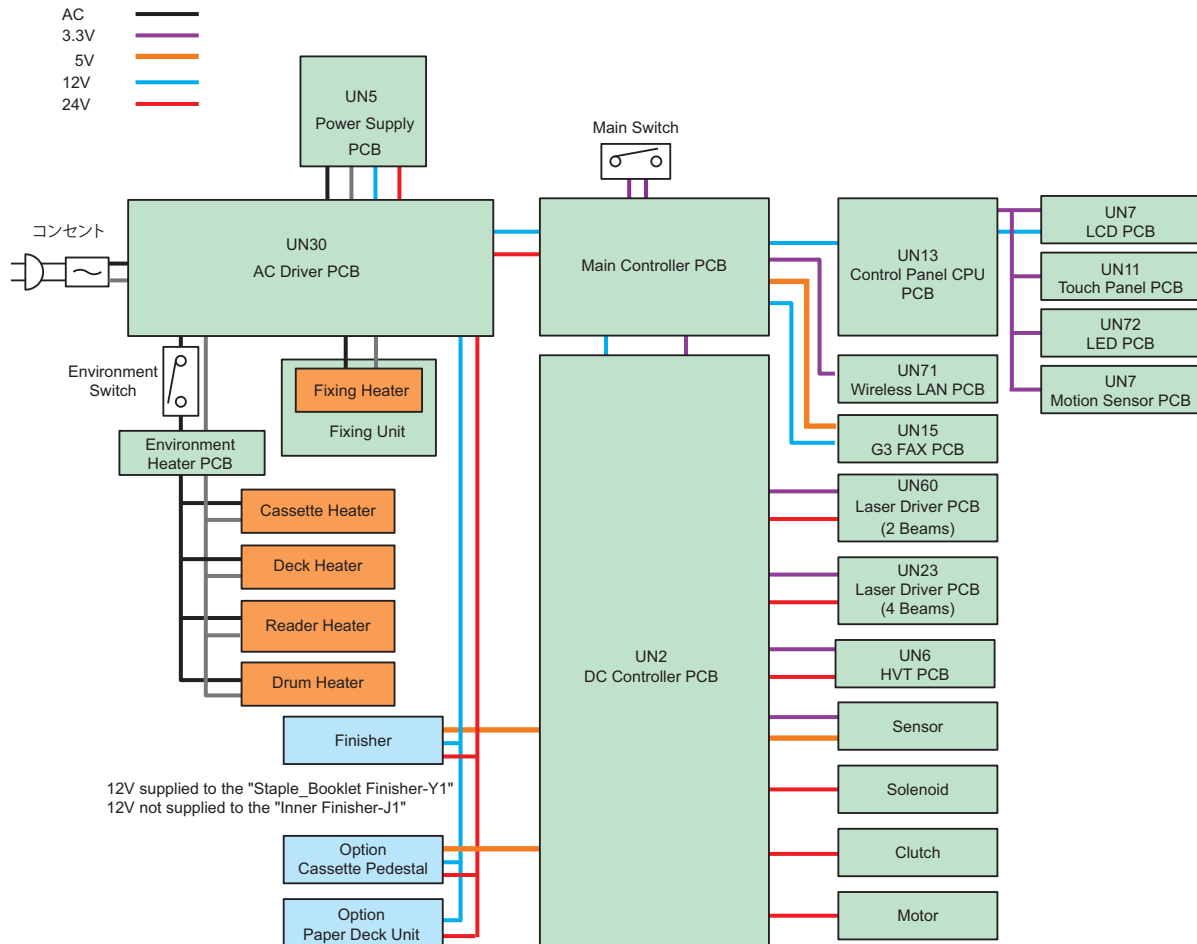 AC
3.3V
5V
12V
24V
UN5
Power Supply
PCB
Main Switch
コンセント
UN30
AC Driver PCB
Main Controller PCB
UN13
Control Panel CPU
PCB
UN7
LCD PCB
UN11
Touch Panel PCB
UN72
LED PCB
UN7
Motion Sensor PCB
Environment
Switch
Fixing Heater
Fixing Unit
UN71
Wireless LAN PCB
Environment
Heater PCB
UN15
G3 FAX PCB
Cassette Heater
Deck Heater
Reader Heater
Drum Heater
UN60
Laser Driver PCB
(2 Beams)
UN23
Laser Driver PCB
(4 Beams)
UN2
DC Controller PCB
UN6
HVT PCB
Finisher
Sensor
12V supplied to the "Staple_Booklet Finisher-Y1"
12V not supplied to the "Inner Finisher-J1"
Solenoid
Option
Cassette Pedestal
Clutch
Option
Paper Deck Unit
Motor